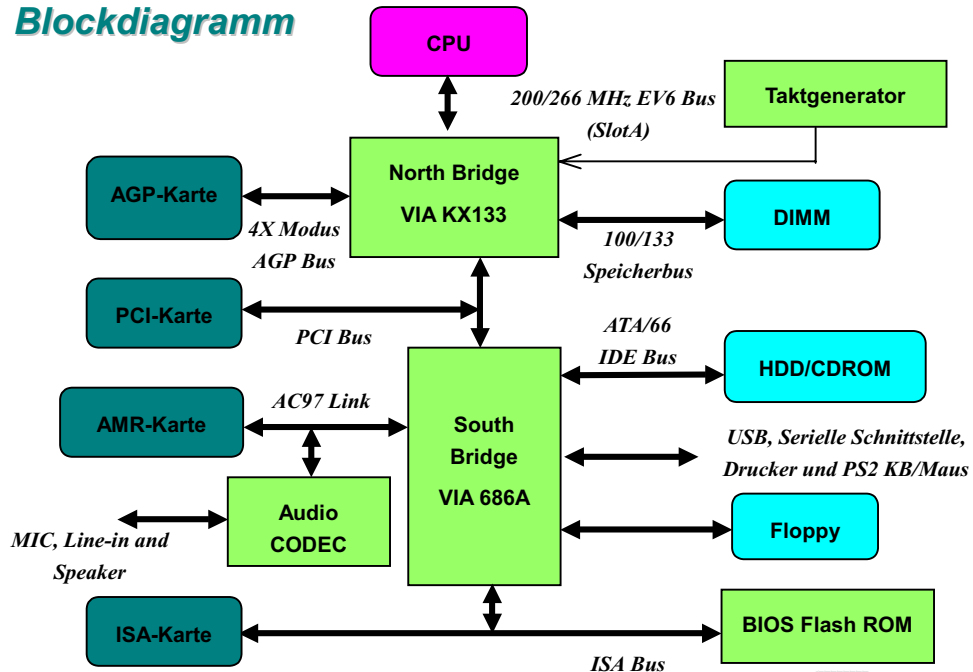 Blockdiagramm
CPU
200/266 MHz EV6 Bus
(SlotA)
Taktgenerator
North Bridge
VIA KX133
AGP-Karte
4X Modus
AGP Bus
DIMM
100/133
Speicherbus
PCI-Karte
PCI Bus
ATA/66
IDE Bus
HDD/CDROM
AMR-Karte
AC97 Link
South
Bridge
VIA 686A
USB, Serielle Schnittstelle,
Drucker und PS2 KB/Maus
Audio
CODEC
MIC, Line-in and
Speaker
Floppy
ISA-Karte
BIOS Flash ROM
ISA Bus